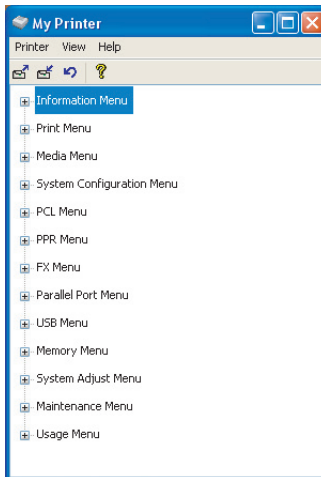 My Printer
Printer View Help
Information Menu
Print Menu
Media Menu
System Configuration Menu
PCL Menu
PPR Menu
FX Menu
Parallel Port Menu
USB Menu
Memory Menu
System Adjust Menu
Maintenance Menu
Usage Menu